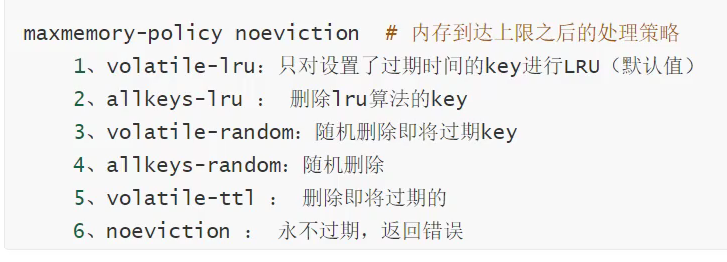 maxmemory-policy noeviction  # 内存到达上限之后的处理策略
1、volatile-lru：只对设置了过期时间的key进行LRU（默认值）
2、allkeys-lru ： 删除lru算法的key
3、volatile-random：随机删除即将过期key
4、allkeys-random：随机删除
5、volatile-ttl ： 删除即将过期的
6、noeviction ： 永不过期，返回错误